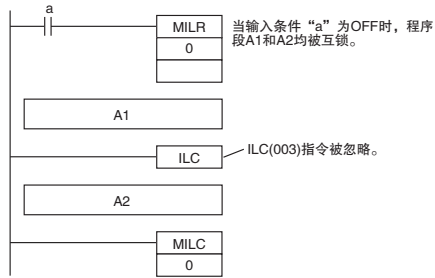 a
MILR
0
当输入条件“a”为OFF时，程序
段A1和A2均被互锁。
A1
ILC
ILC(003)指令被忽略。
A2
MILC
0